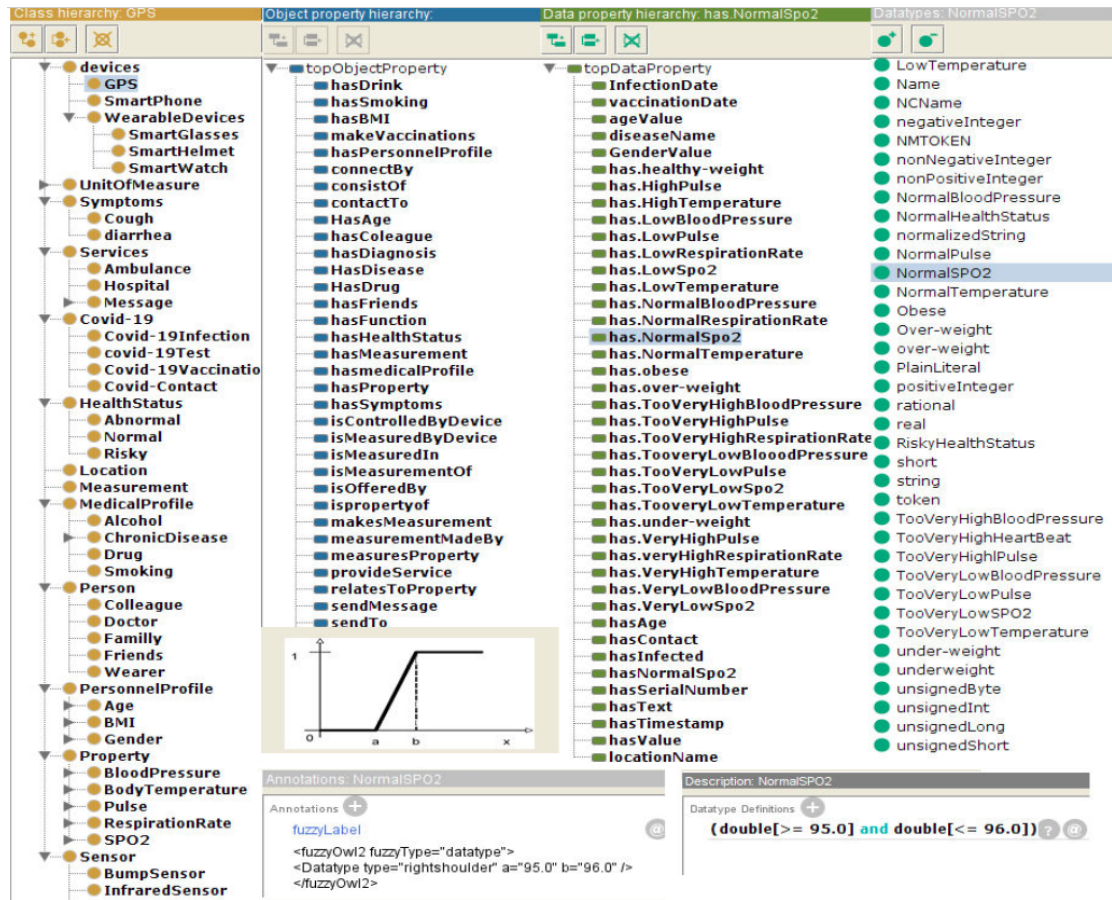 Class hierarchy: GPS
devices
GPS
SmartPhone
WearableDevices
SmartGlasses
SmartHelmet
SmartWatch
UnitOfMeasure
Symptoms
Cough
diarrhea
Services
Ambulance
Hospital
Message
Covid-19
Covid-19Infection
covid-19Test
Covid-19Vaccinatio
Covid-Contact
HealthStatus
Abnormal
Normal
Risky
Location
Measurement
MedicalProfile
Alcohol
ChronicDisease
Drug
Smoking
Person
Colleague
Doctor
Familly
Friends
Wearer
PersonnelProfile
Age
BMI
Gender
Property
BloodPressure
BodyTemperature
Pulse
RespirationRate
SPO2
Sensor
BumpSensor
InfraredSensor
Object property hierarchy:
topObjectProperty
hasDrink
hasSmoking
hasBMI
makeVaccinations
hasPersonnelProfile
connectBy
consistOf
contactTo
HasAge
hasColeague
hasDiagnosis
HasDisease
HasDrug
hasFriends
hasFunction
hasHealthStatus
hasMeasurement
hasmedicalProfile
hasProperty
hasSymptoms
isControlledByDevice
isMeasuredByDevice
isMeasuredIn
isMeasurementOf
isOfferedBy
ispropertyof
makesMeasurement
measurementMadeBy
measuresProperty
provideService
relatesToProperty
sendMessage
sendTo
1
0 a b x
Data property hierarchy: has.NormalSpo2
topDataProperty
InfectionDate
vaccinationDate
ageValue
diseaseName
GenderValue
has.healthy-weight
has.HighPulse
has.HighTemperature
has.LowBloodPressure
has.LowPulse
has.LowRespirationRate
has.LowSpo2
has.LowTemperature
has.NormalBloodPressure
has.NormalRespirationRate
has.NormalSpo2
has.NormalTemperature
has.obese
has.over-weight
has.TooVeryHighBloodPressure
has.TooVeryHighPulse
has.TooVeryHighRespirationRate
has.TooveryLowBlooodPressoure
has.TooVeryLowPulse
has.TooVeryLowSpo2
has.TooveryLowTemperature
has.under-weight
has.VeryHighPulse
has.veryHighRespirationRate
has.VeryHighTemperature
has.VeryLowBloodPressure
has.VeryLowSpo2
hasAge
hasContact
hasInfected
hasNormalSpo2
hasSerialNumber
hasText
hasTimestamp
hasValue
locationName
Datatypes: NormalSPO2
LowTemperature
Name
NCName
negativeInteger
NMTOKEN
nonNegativeInteger
nonPositiveInteger
NormalBloodPressure
NormalHealthStatus
normalizedString
NormalPulse
NormalSPO2
NormalTemperature
Obese
Over-weight
over-weight
PlainLiteral
positiveInteger
rational
real
RiskyHealthStatus
short
string
token
TooVeryHighBloodPressure
TooVeryHighHeartBeat
TooVeryHighlPulse
TooVeryLowBloodPressure
TooVeryLowPulse
TooVeryLowSPO2
TooVeryLowTemperature
under-weight
underweight
unsignedByte
unsignedInt
unsignedLong
unsignedShort
Annotations: NormalSPO2
Annotations +
fuzzyLabel @
<fuzzyOwl2 fuzzyType="datatype">
<Datatype type="rightshoulder" a="95.0" b="96.0" />
</fuzzyOwl2>
Description: NormalSPO2
Datatype Definitions +
(double[>= 95.0] and double[<= 96.0]) ? @